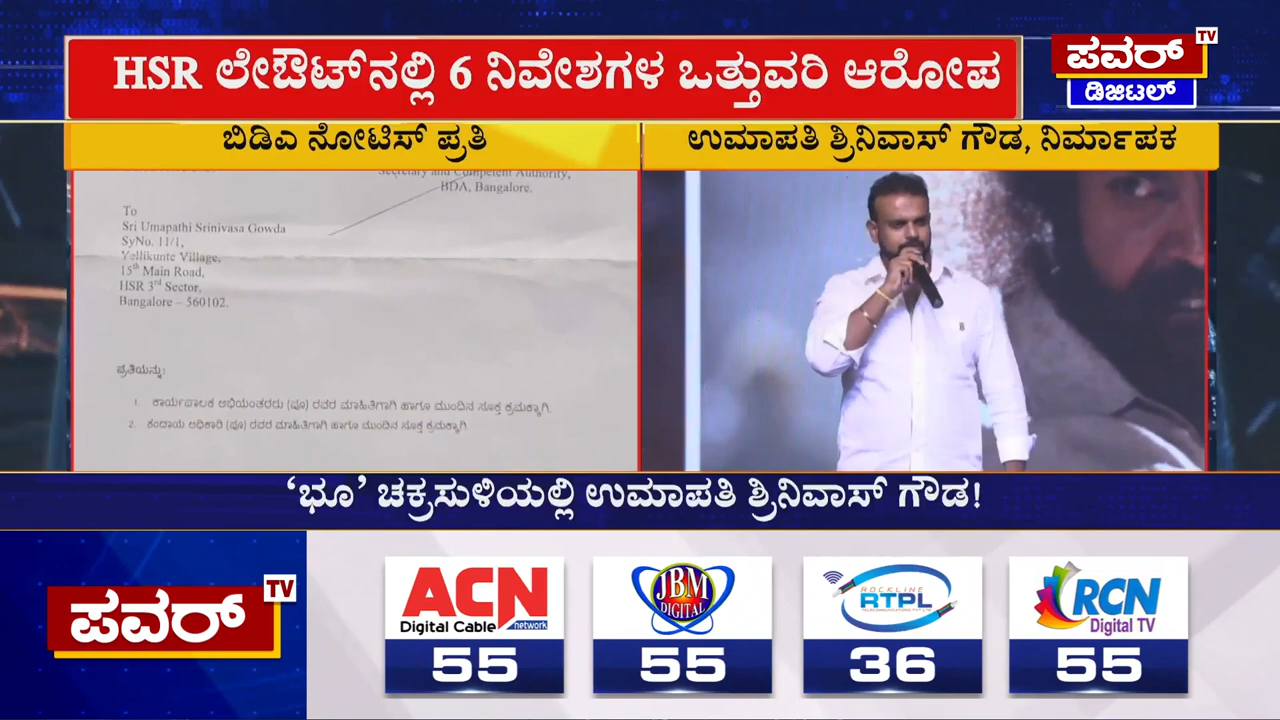 HSR ಲೇಔಟ್‌ನಲ್ಲಿ 6 ನಿವೇಶಗಳ ಒತ್ತುವರಿ ಆರೋಪ
ಪವರ್ TV
ಡಿಜಿಟಲ್
ಬಿಡಿಎ ನೋಟಿಸ್ ಪ್ರತಿ
ಉಮಾಪತಿ ಶ್ರೀನಿವಾಸ್ ಗೌಡ, ನಿರ್ಮಾಪಕ
Secretary and Competent Authority,
BDA, Bangalore.
To
Sri Umapathi Srinivasa Gowda
SyNo. 11/1,
Yellikunte Village,
15th Main Road,
HSR 3rd Sector,
Bangalore – 560102.
ಪ್ರತಿಯನ್ನು:
1. ಕಾರ್ಯಪಾಲಕ ಅಭಿಯಂತರರು (ಪೂ) ರವರ ಮಾಹಿತಿಗಾಗಿ ಹಾಗೂ ಮುಂದಿನ ಸೂಕ್ತ ಕ್ರಮಕ್ಕಾಗಿ.
2. ಕಂದಾಯ ಅಧಿಕಾರಿ (ಪೂ) ರವರ ಮಾಹಿತಿಗಾಗಿ ಹಾಗೂ ಮುಂದಿನ ಸೂಕ್ತ ಕ್ರಮಕ್ಕಾಗಿ.
‘ಭೂ’ ಚಕ್ರಸುಳಿಯಲ್ಲಿ ಉಮಾಪತಿ ಶ್ರೀನಿವಾಸ್ ಗೌಡ!
ಪವರ್ TV
ACN
Digital Cable network
55
JBM
DIGITAL
55
ROCKLINE
RTPL
36
RCN
Digital TV
55